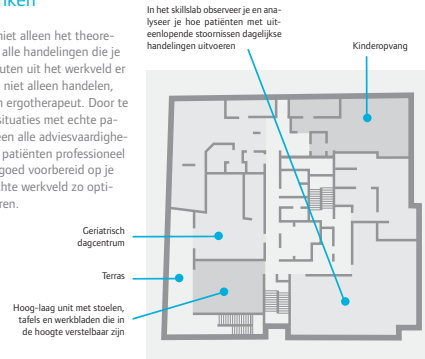 nken
niet alleen het theore-
alle handelingen die je
uten uit het werkveld er
niet alleen handelen,
n ergotherapeut. Door te
situaties met echte pa-
een alle adviesvaardighe-
patiënten professioneel
goed voorbereid op je
chte werkveld zo opti-
ren.
In het skillslab observeer je en ana-
lyseer je hoe patiënten met uit-
eenlopende stoornissen dagelijkse
handelingen uitvoeren
Kinderopvang
Geriatrisch
dagcentrum
Terras
Hoog-laag unit met stoelen,
tafels en werkbladen die in
de hoogte verstelbaar zijn